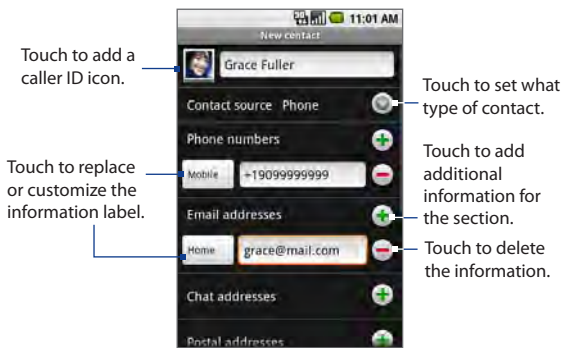 11:01 AM
New contact
Touch to add a
caller ID icon.
Grace Fuller
Contact source Phone
Touch to set what
type of contact.
Phone numbers
Touch to add
additional
information for
the section.
Touch to replace
or customize the
information label.
Mobile +19099999999
Email addresses
Touch to delete
the information.
Home grace@mail.com
Chat addresses
Postal addresses